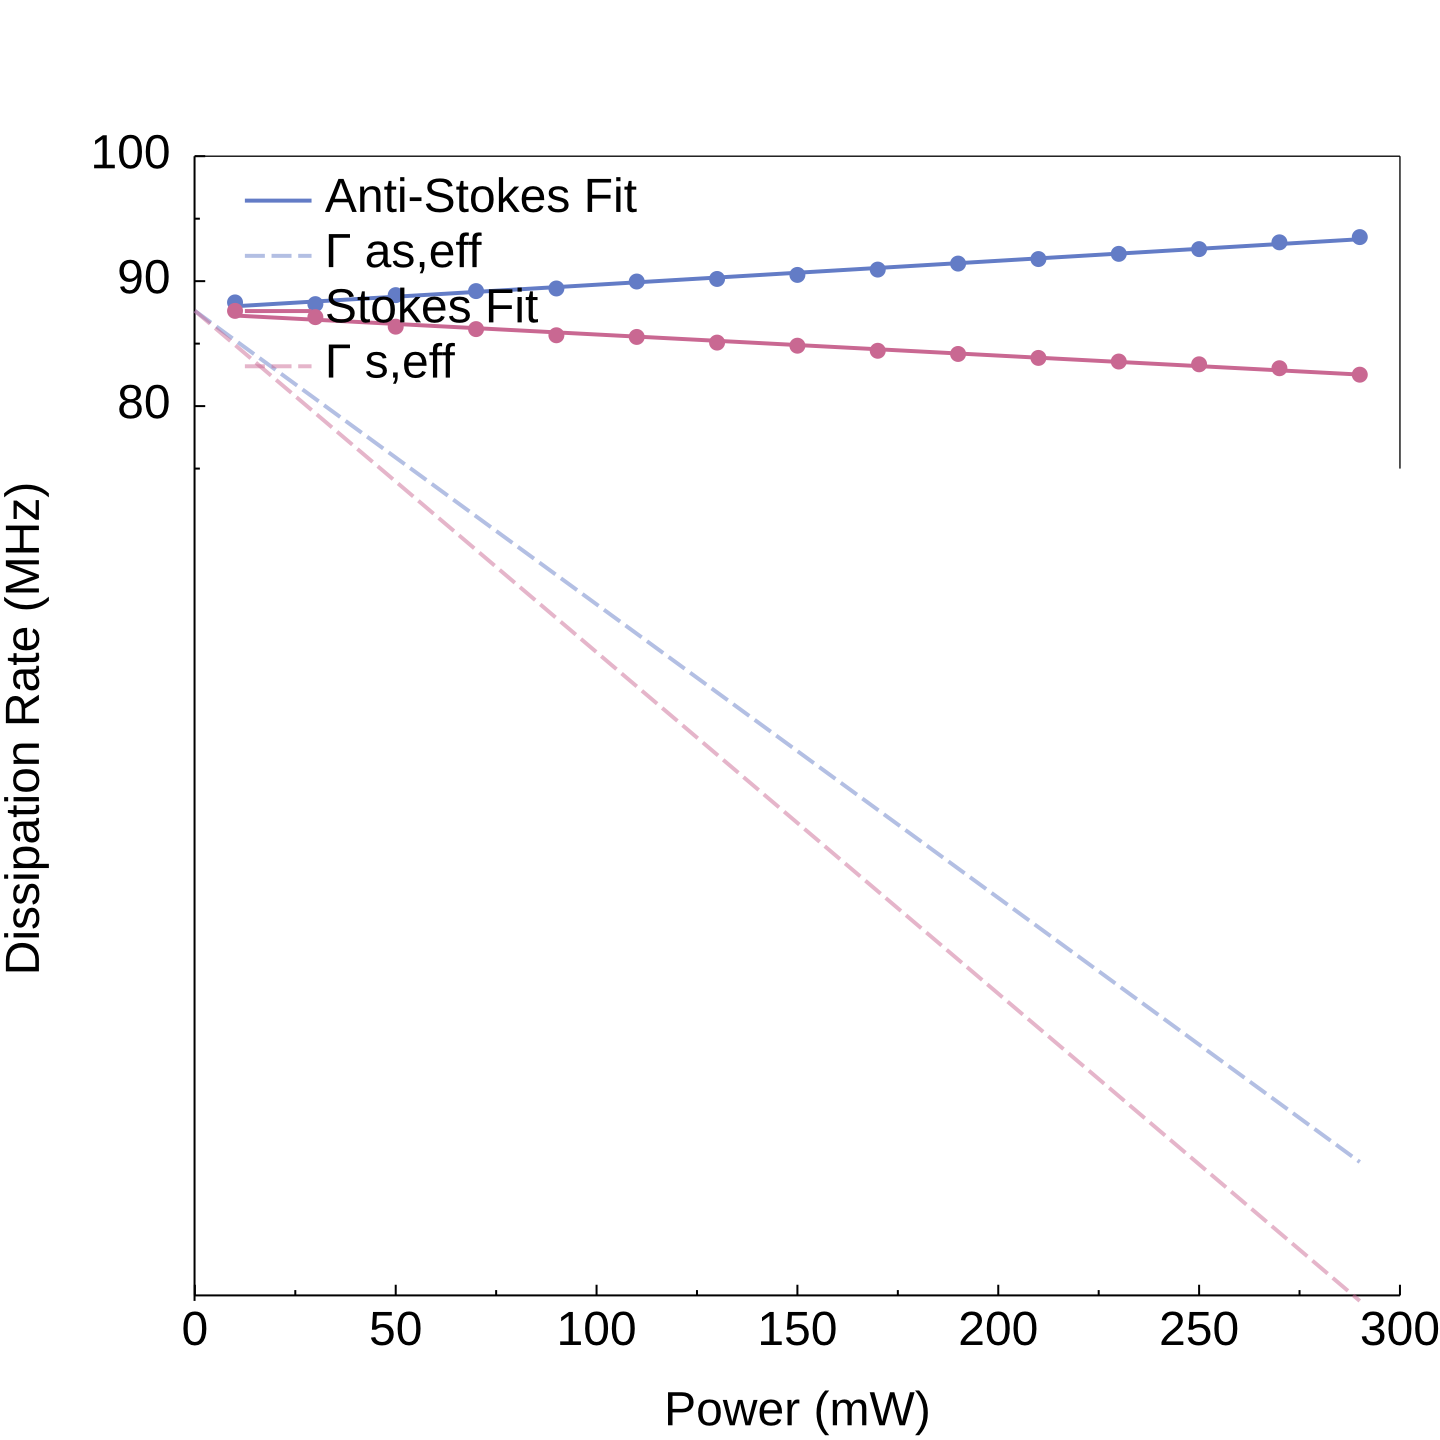 100
Anti-Stokes Fit
Γ as,eff
90
Stokes Fit
Γ s,eff
80
Dissipation Rate (MHz)
0 50 100 150 200 250 300
Power (mW)